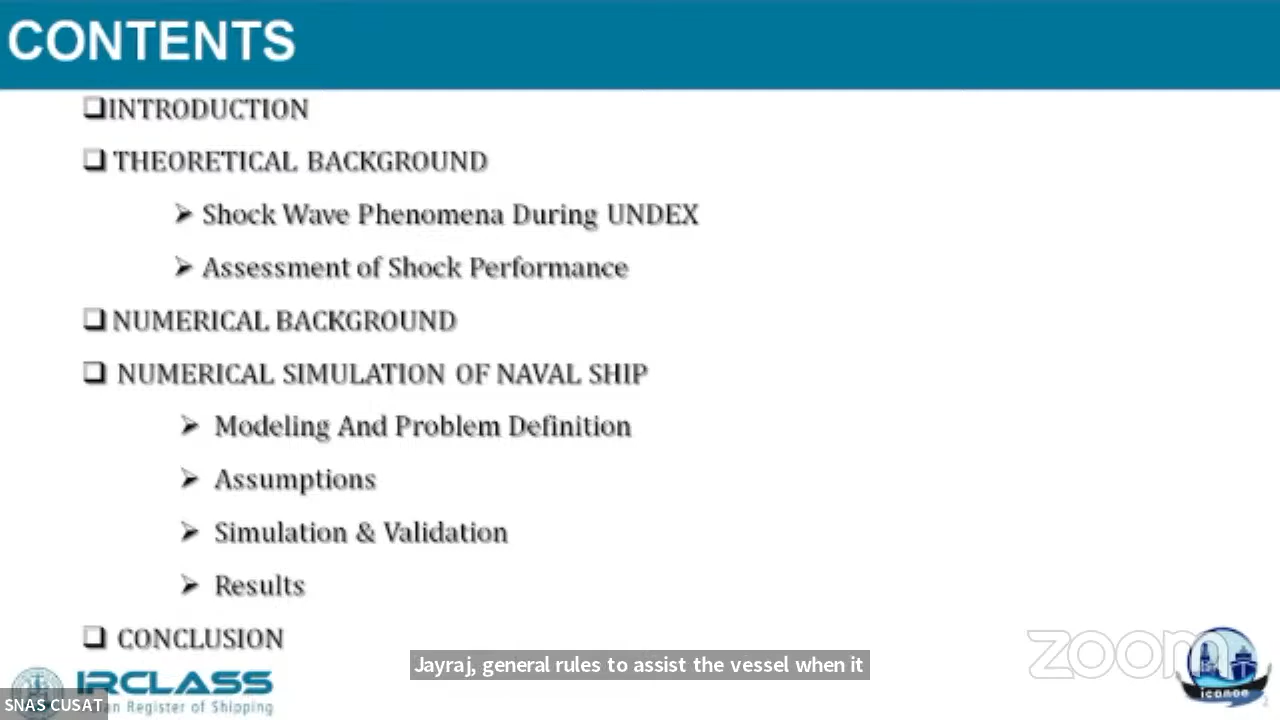 CONTENTS
INTRODUCTION
THEORETICAL BACKGROUND
Shock Wave Phenomena During UNDEX
Assessment of Shock Performance
NUMERICAL BACKGROUND
NUMERICAL SIMULATION OF NAVAL SHIP
Modeling And Problem Definition
Assumptions
Simulation & Validation
Results
CONCLUSION
Jayraj, general rules to assist the vessel when it
zoom
IRCLASS
Register of Shipping
SNAS CUSAT
icanoe
2